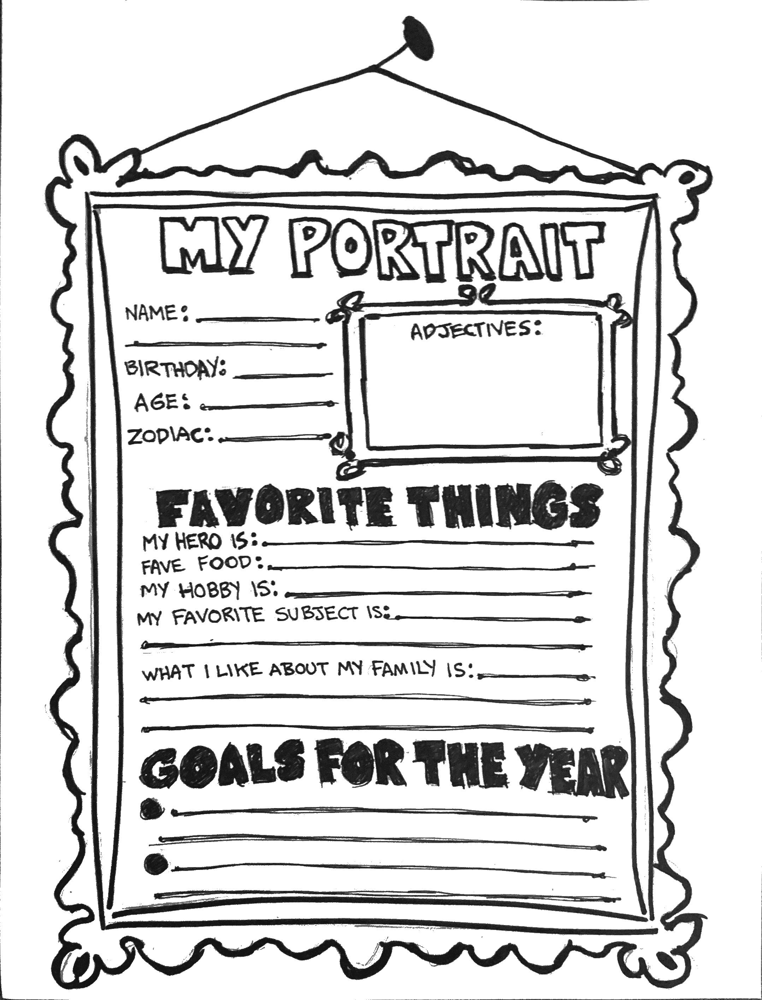 MY PORTRAIT
NAME:
BIRTHDAY:
AGE:
ZODIAC:
ADJECTIVES:
FAVORITE THINGS
MY HERO IS:
FAVE FOOD:
MY HOBBY IS:
MY FAVORITE SUBJECT IS:
WHAT I LIKE ABOUT MY FAMILY IS:
GOALS FOR THE YEAR